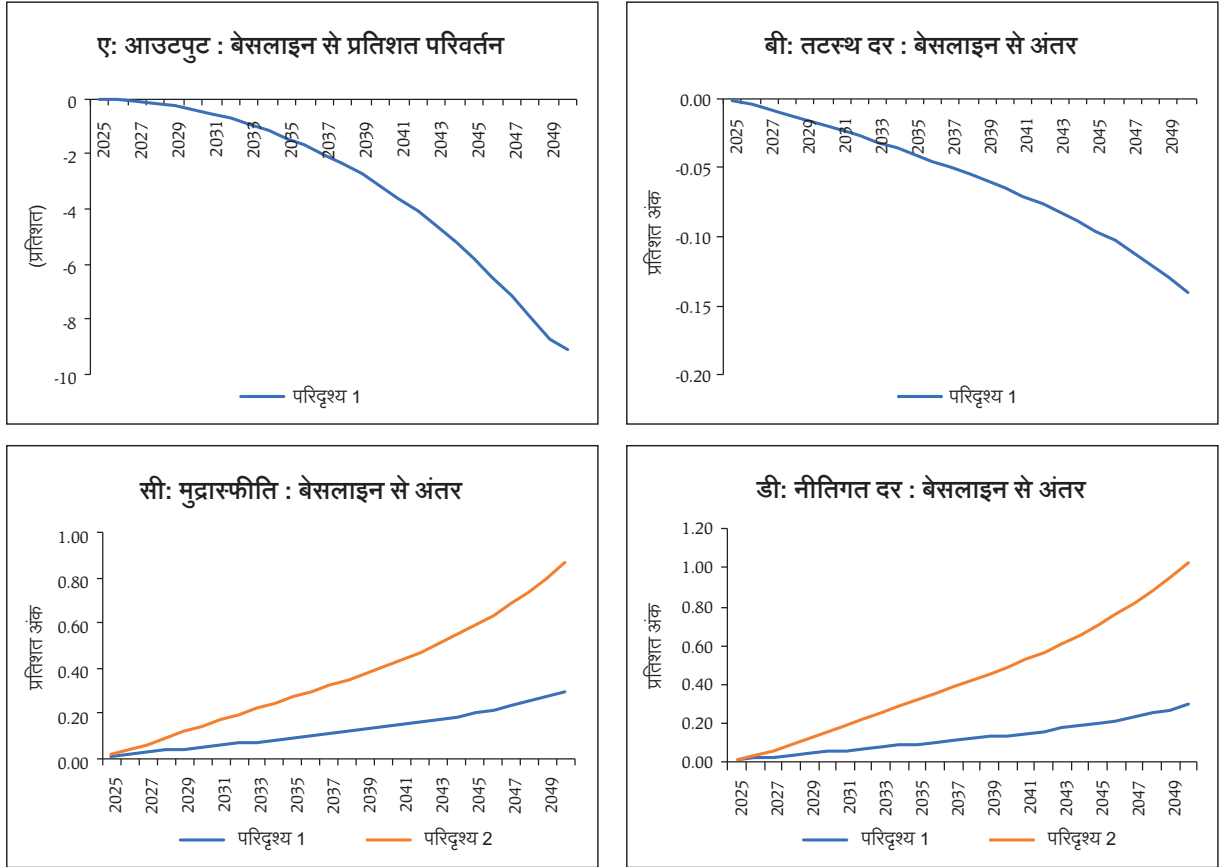 ए: आउटपुट : बेसलाइन से प्रतिशत परिवर्तन
(प्रतिशत)
0
-2
-4
-6
-8
-10
2025 2027 2029 2031 2033 2035 2037 2039 2041 2043 2045 2047 2049
परिदृश्य 1
बी: तटस्थ दर : बेसलाइन से अंतर
प्रतिशत अंक
0.00
-0.05
-0.10
-0.15
-0.20
2025 2027 2029 2031 2033 2035 2037 2039 2041 2043 2045 2047 2049
परिदृश्य 1
सी: मुद्रास्फीति : बेसलाइन से अंतर
प्रतिशत अंक
1.00
0.80
0.60
0.40
0.20
0.00
2025 2027 2029 2031 2033 2035 2037 2039 2041 2043 2045 2047 2049
परिदृश्य 1 परिदृश्य 2
डी: नीतिगत दर : बेसलाइन से अंतर
प्रतिशत अंक
1.20
1.00
0.80
0.60
0.40
0.20
0.00
2025 2027 2029 2031 2033 2035 2037 2039 2041 2043 2045 2047 2049
परिदृश्य 1 परिदृश्य 2